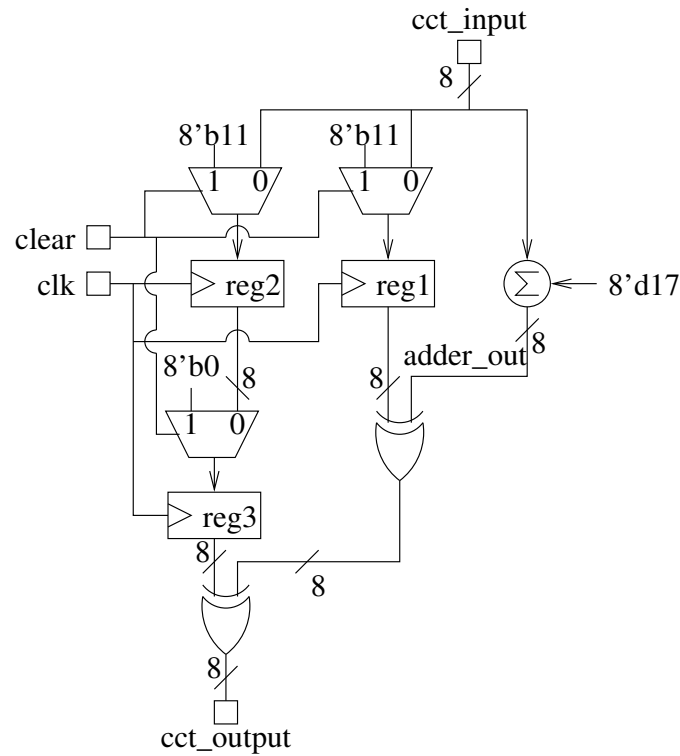 cct_input
8
8'b11
8'b11
1 0
1 0
clear
clk
reg2
reg1
Σ
8'd17
8'b0
8
8
adder_out
8
1 0
reg3
8
8
8
cct_output